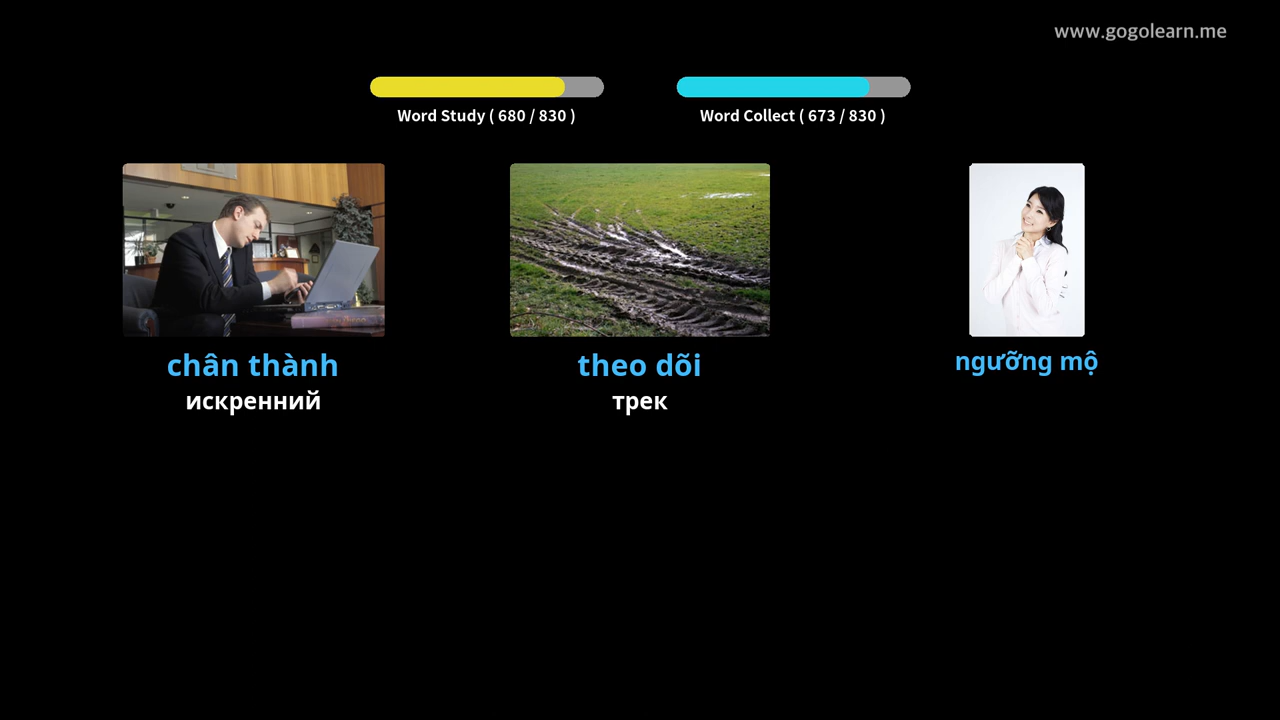 www.gogolearn.me
Word Study ( 680 / 830 )
Word Collect ( 673 / 830 )
chân thành
искренний
theo dõi
трек
ngưỡng mộ